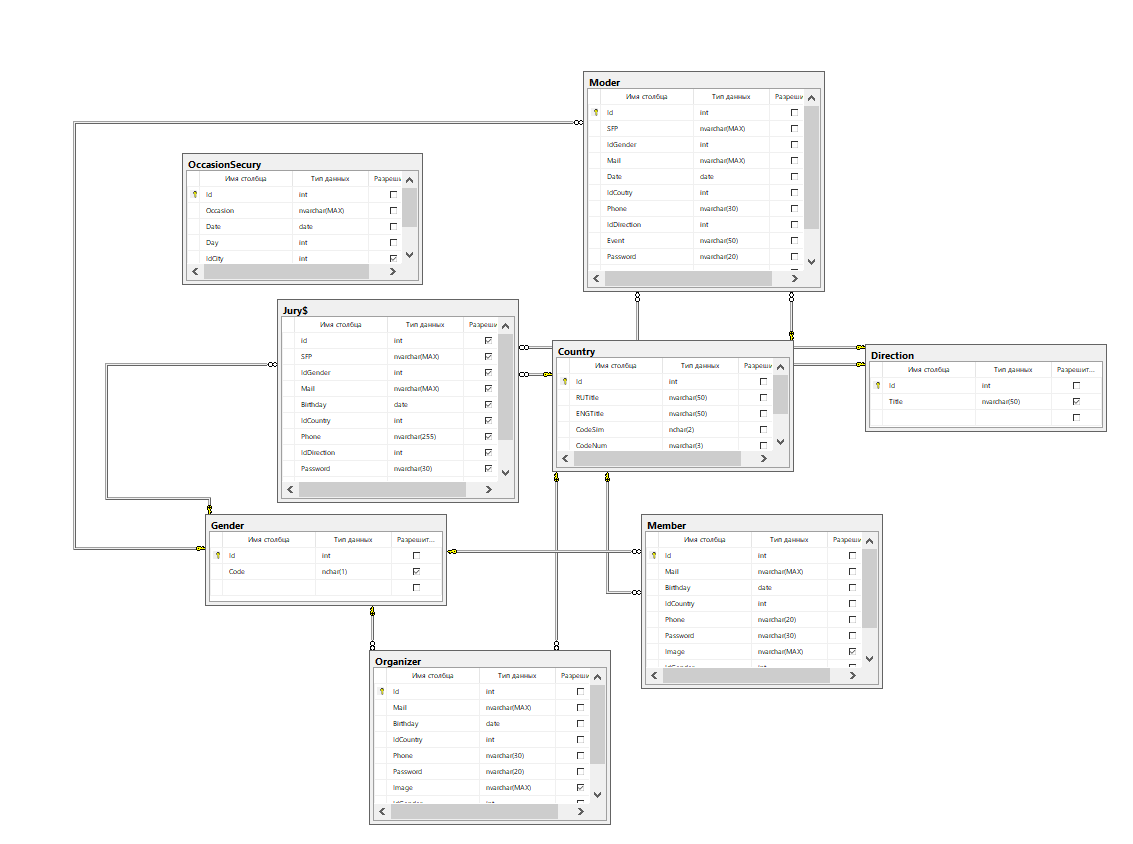 Moder
Имя столбца Тип данных Разреши
Id int
SFP nvarchar(MAX)
IdGender int
Mail nvarchar(MAX)
Date date
IdCoutry int
Phone nvarchar(30)
IdDirection int
Event nvarchar(50)
Password nvarchar(20)
OccasionSecury
Имя столбца Тип данных Разреши
Id int
Occasion nvarchar(MAX)
Date date
Day int
IdCity int
Jury$
Имя столбца Тип данных Разреши
id int
SFP nvarchar(MAX)
IdGender int
Mail nvarchar(MAX)
Birthday date
IdCountry int
Phone nvarchar(255)
IdDirection int
Password nvarchar(30)
Country
Имя столбца Тип данных Разреши
Id int
RUTitle nvarchar(50)
ENGTitle nvarchar(50)
CodeSim nchar(2)
CodeNum nvarchar(3)
Direction
Имя столбца Тип данных Разрешит...
Id int
Title nvarchar(50)
Gender
Имя столбца Тип данных Разрешит...
Id int
Code nchar(1)
Member
Имя столбца Тип данных Разреши
Id int
Mail nvarchar(MAX)
Birthday date
IdCountry int
Phone nvarchar(20)
Password nvarchar(30)
Image nvarchar(MAX)
IdGender int
Organizer
Имя столбца Тип данных Разреши
Id int
Mail nvarchar(MAX)
Birthday date
IdCountry int
Phone nvarchar(30)
Password nvarchar(20)
Image nvarchar(MAX)
IdGender int